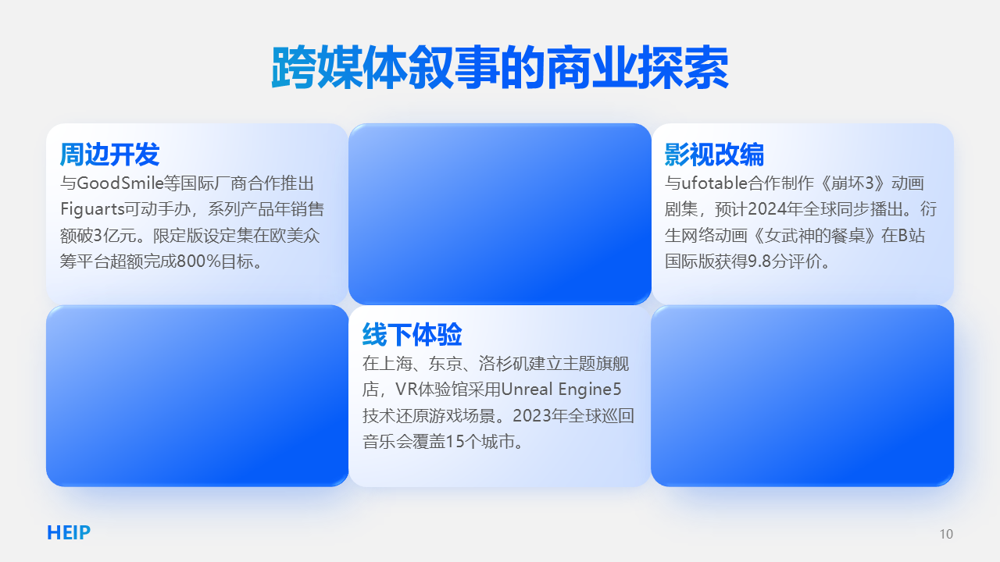 跨媒体叙事的商业探索
周边开发
与GoodSmile等国际厂商合作推出
Figuarts可动手办，系列产品年销售
额破3亿元。限定版设定集在欧美众
筹平台超额完成800%目标。
影视改编
与ufotable合作制作《崩坏3》动画
剧集，预计2024年全球同步播出。衍
生网络动画《女武神的餐桌》在B站
国际版获得9.8分评价。
线下体验
在上海、东京、洛杉矶建立主题旗舰
店，VR体验馆采用Unreal Engine5
技术还原游戏场景。2023年全球巡回
音乐会覆盖15个城市。
HEIP
10